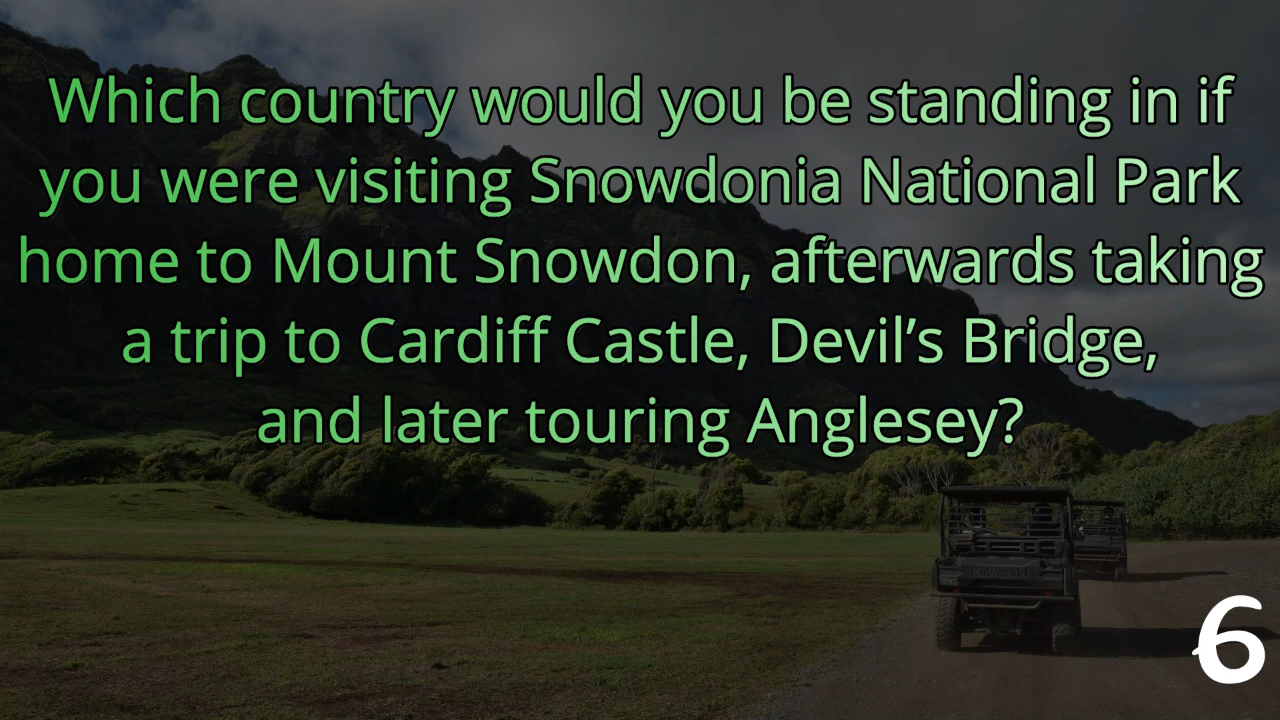 Which country would you be standing in if
you were visiting Snowdonia National Park
home to Mount Snowdon, afterwards taking
a trip to Cardiff Castle, Devil’s Bridge,
and later touring Anglesey?
6